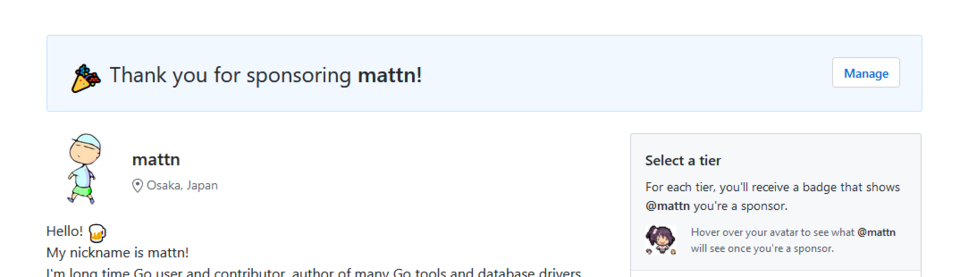 Thank you for sponsoring mattn!
Manage
mattn
Osaka, Japan
Hello!
My nickname is mattn!
I'm long time Go user and contributor, author of many Go tools and database drivers
Select a tier
For each tier, you'll receive a badge that shows
@mattn you're a sponsor.
Hover over your avatar to see what @mattn
will see once you're a sponsor.